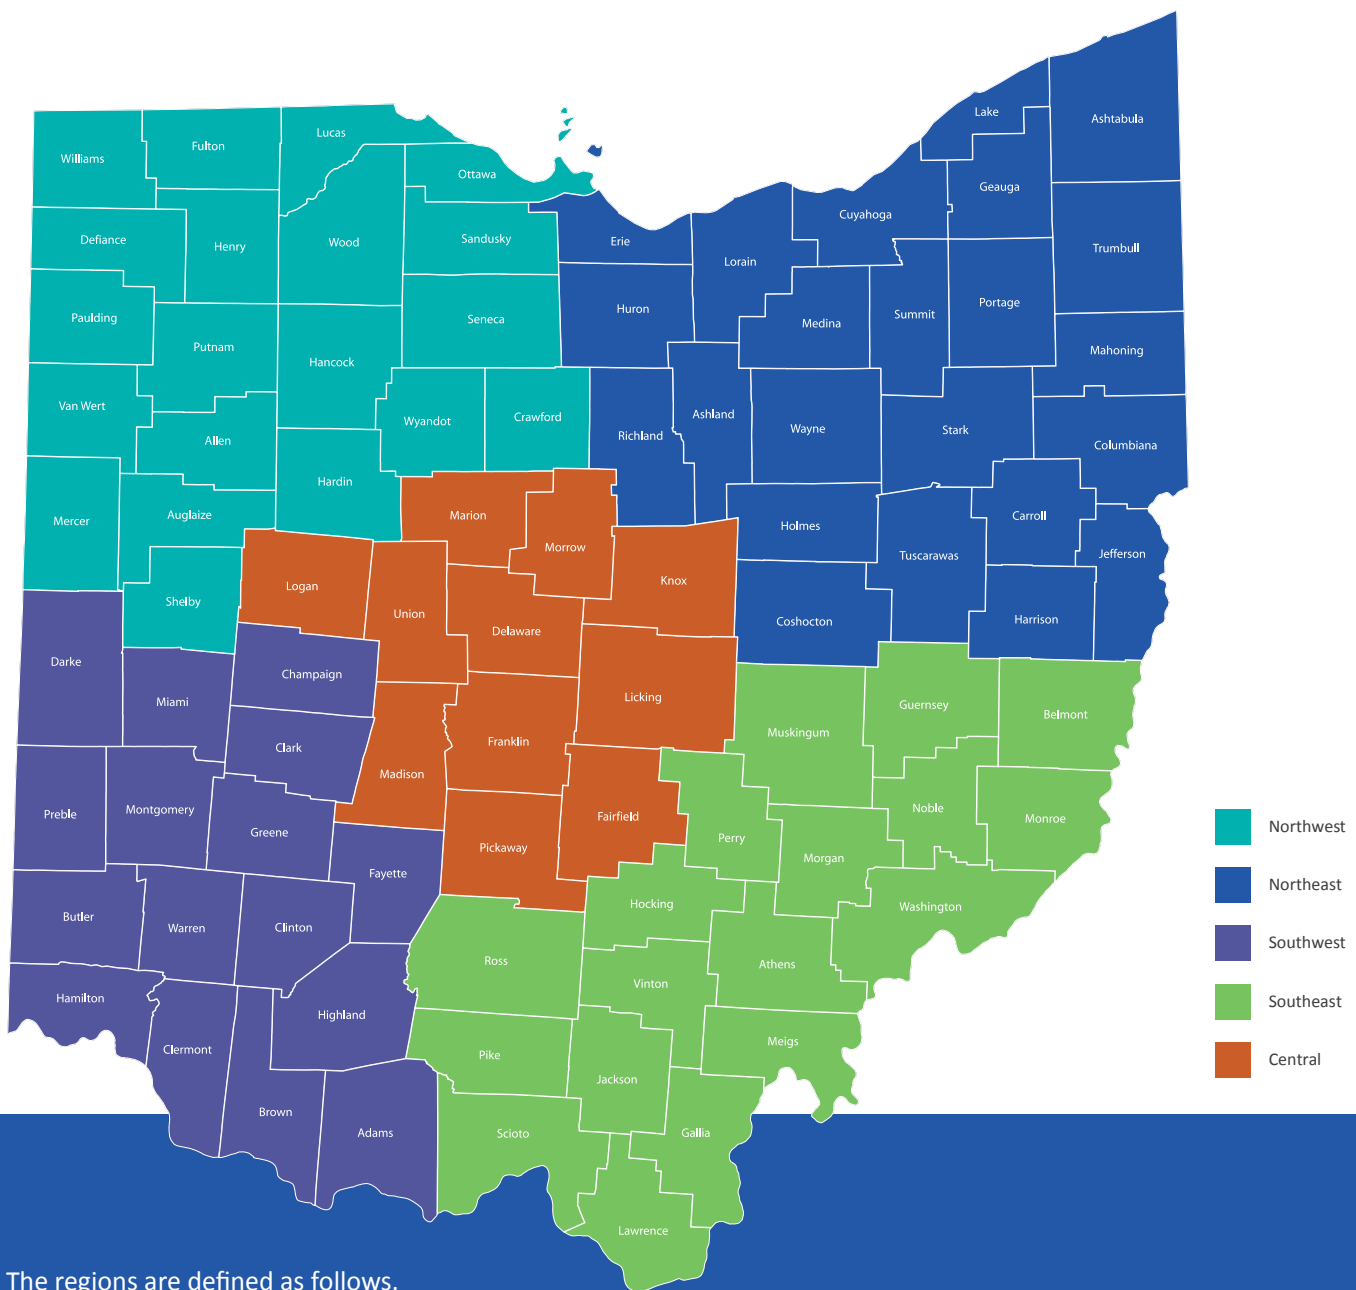 Lake
Ashtabula
Lucas
Fulton
Williams
Ottawa
Geauga
Cuyahoga
Defiance
Henry
Wood
Sandusky
Erie
Trumbull
Lorain
Portage
Huron
Summit
Paulding
Seneca
Medina
Putnam
Mahoning
Hancock
Van Wert
Ashland
Crawford
Wyandot
Wayne
Stark
Richland
Allen
Columbiana
Hardin
Auglaize
Marion
Carroll
Mercer
Holmes
Morrow
Jefferson
Tuscarawas
Knox
Logan
Shelby
Union
Harrison
Coshocton
Delaware
Darke
Champaign
Licking
Miami
Guernsey
Belmont
Muskingum
Franklin
Clark
Madison
Noble
Montgomery
Preble
Fairfield
Monroe
Northwest
Greene
Perry
Pickaway
Morgan
Fayette
Northeast
Hocking
Washington
Butler
Warren
Clinton
Southwest
Ross
Athens
Vinton
Hamilton
Southeast
Highland
Meigs
Clermont
Pike
Central
Jackson
Brown
Adams
Scioto
Gallia
Lawrence
The regions are defined as follows.